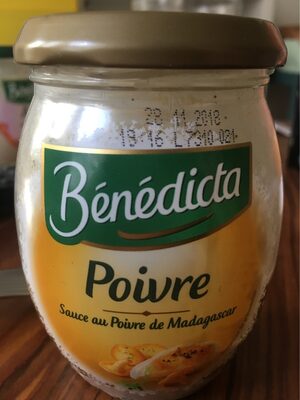 28 11 2018
19:16 L7310-021
Bénédicta
Poivre
Sauce au Poivre de Madagascar